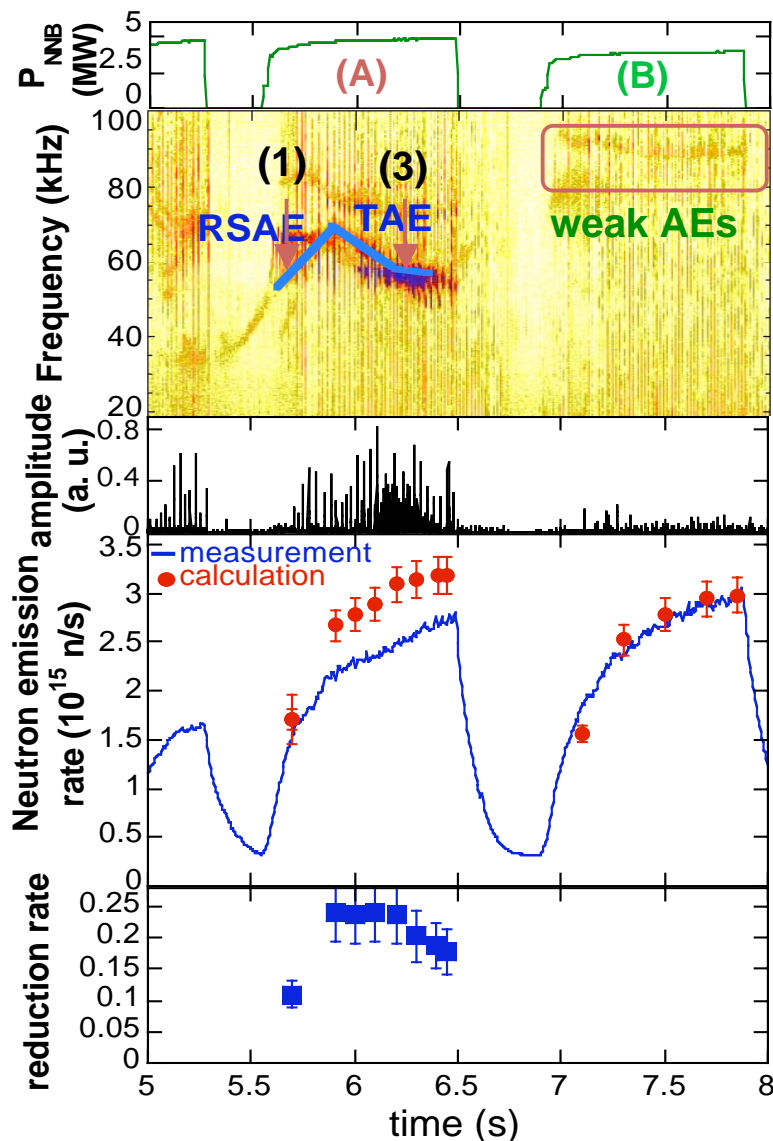 P_NNB
(MW)
5
2.5
0
(A)
(B)
Frequency (kHz)
100
80
60
40
20
(1)
(3)
RSAE
TAE
weak AEs
amplitude
(a. u.)
0.8
0.4
0
Neutron emission
rate (10^15 n/s)
3.5
3
2.5
2
1.5
1
0.5
0
measurement
calculation
reduction rate
0.25
0.2
0.15
0.1
0.05
0
5 5.5 6 6.5 7 7.5 8
time (s)